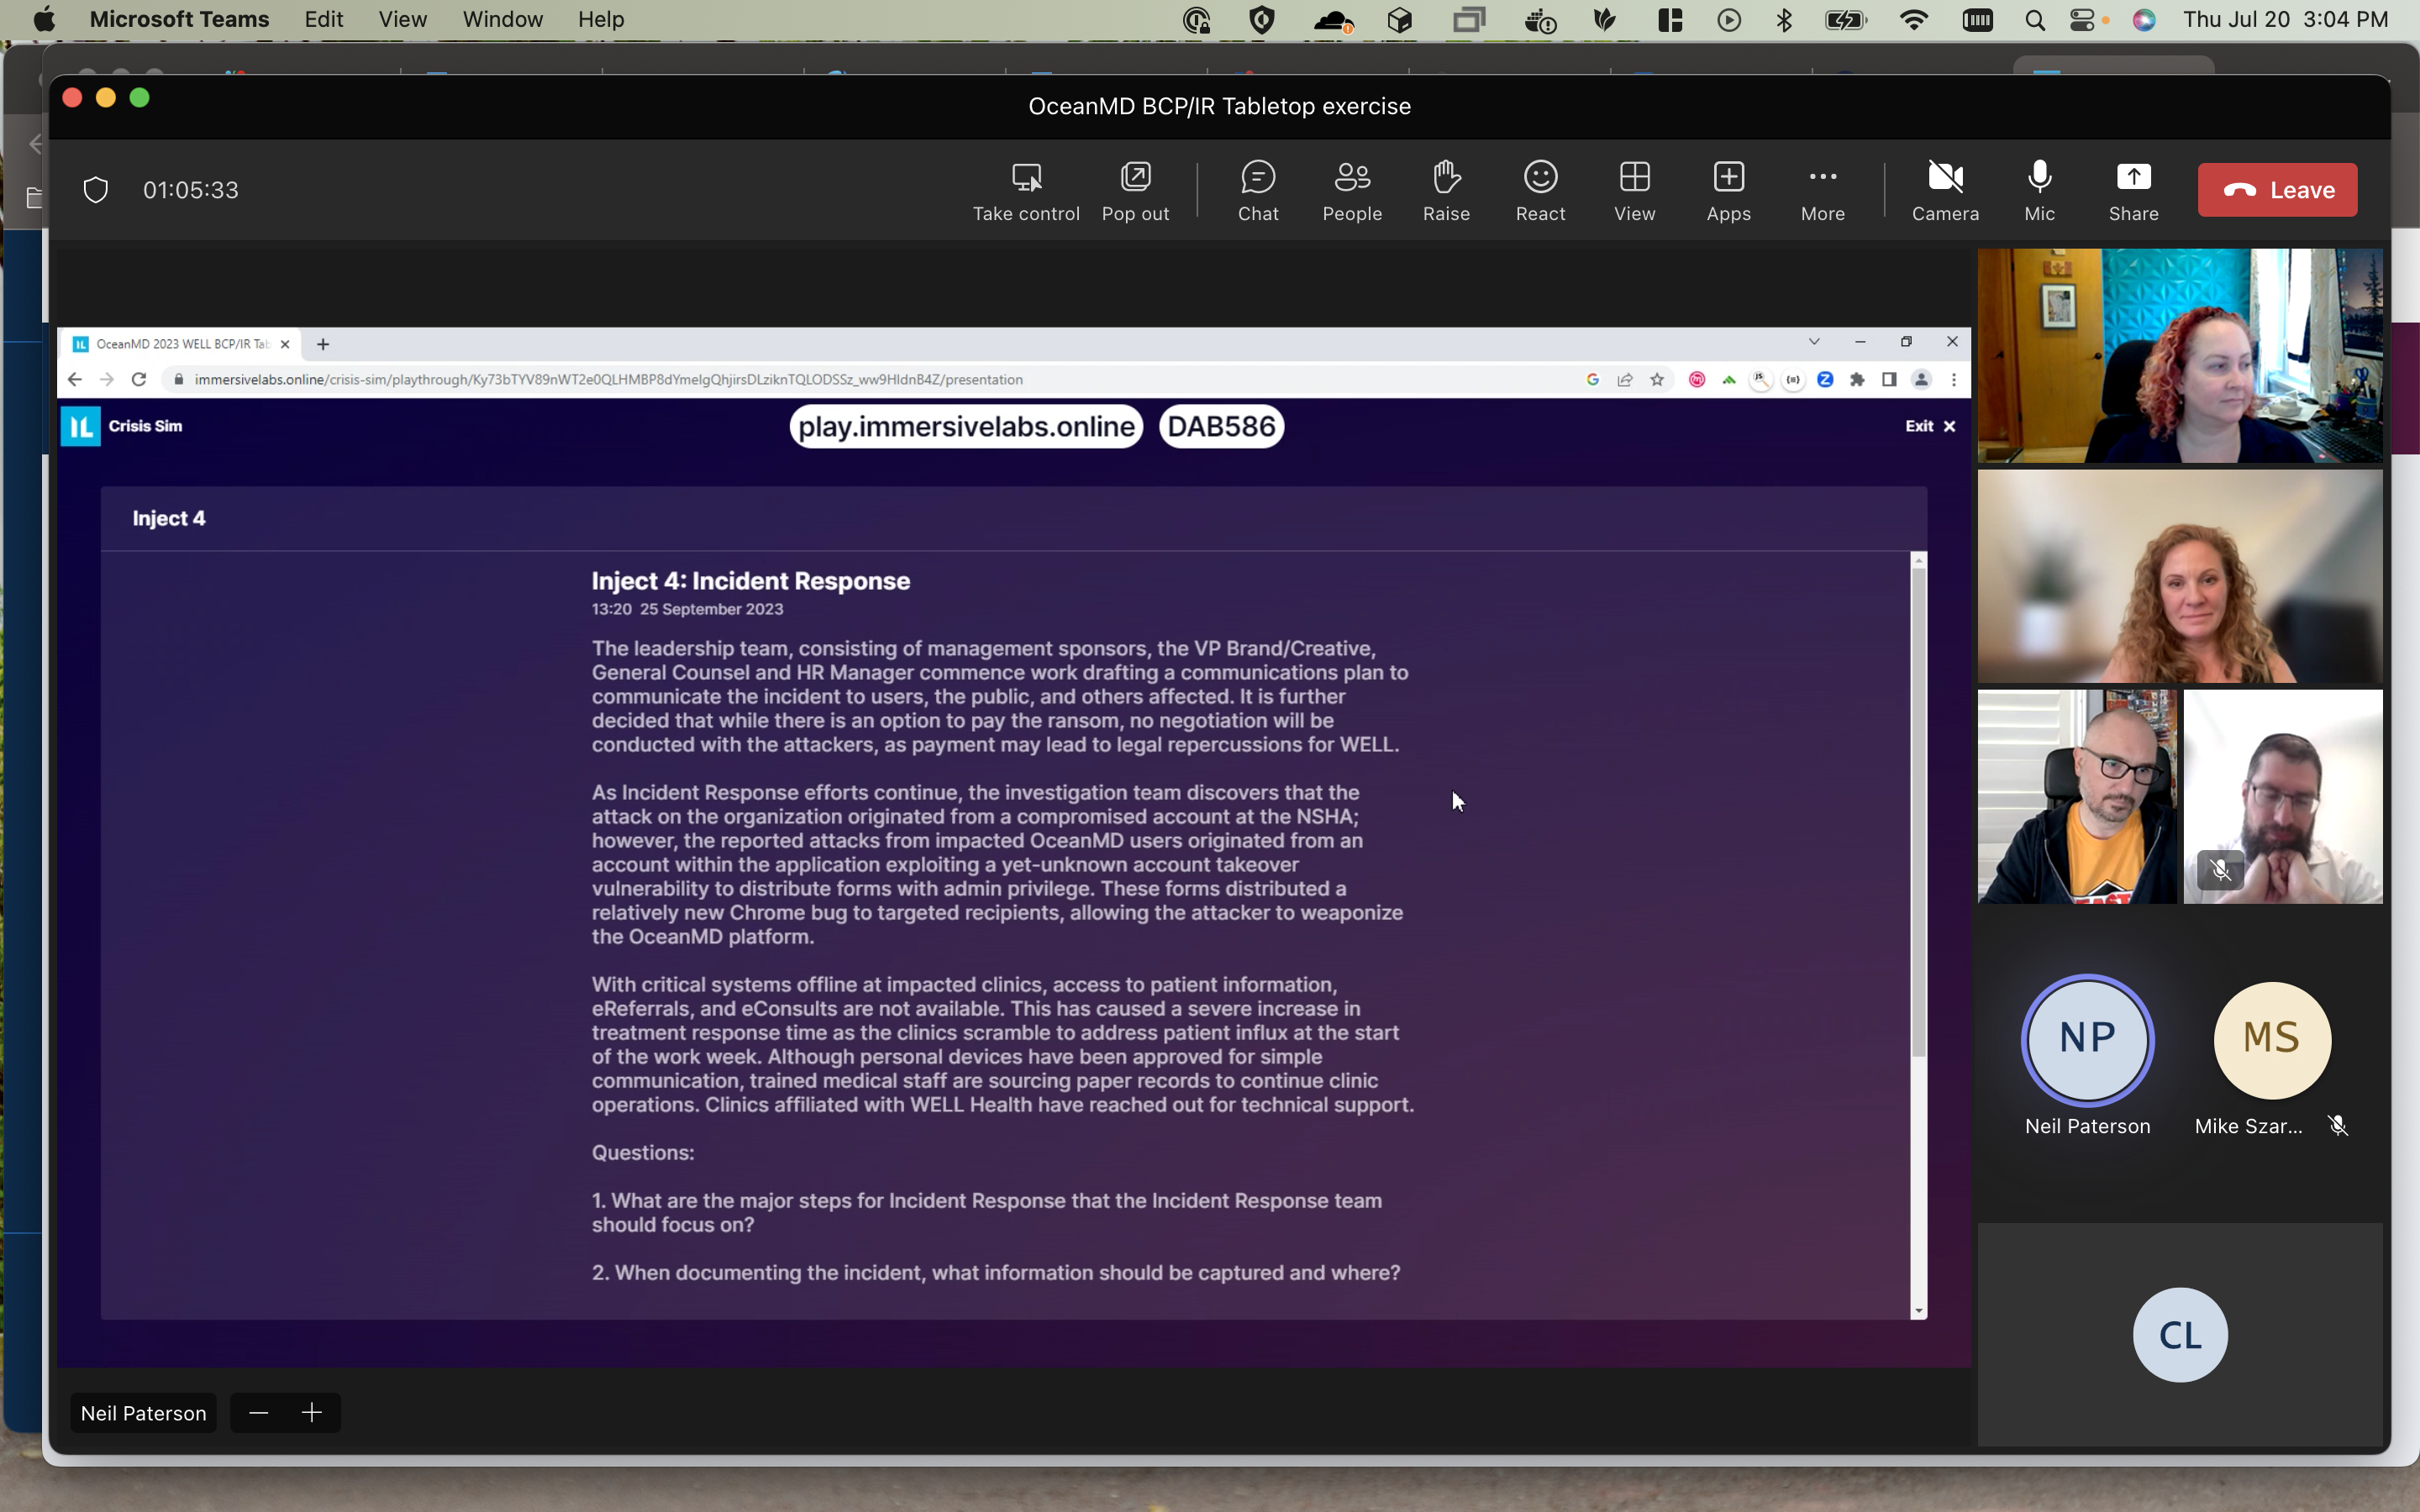 Microsoft Teams Edit View Window Help
Thu Jul 20 3:04 PM
OceanMD BCP/IR Tabletop exercise
01:05:33
Take control
Pop out
Chat
People
Raise
React
View
Apps
More
Camera
Mic
Share
Leave
OceanMD 2023 WELL BCP/IR Tab
immersivelabs.online/crisis-sim/playthrough/Ky73bTYV89nWT2e0QLHMBP8dYmelgQhjirsDLziknTQLODSSz_ww9HIdnB4Z/presentation
IL Crisis Sim
play.immersivelabs.online DAB586
Exit
Inject 4
Inject 4: Incident Response
13:20 25 September 2023
The leadership team, consisting of management sponsors, the VP Brand/Creative,
General Counsel and HR Manager commence work drafting a communications plan to
communicate the incident to users, the public, and others affected. It is further
decided that while there is an option to pay the ransom, no negotiation will be
conducted with the attackers, as payment may lead to legal repercussions for WELL.
As Incident Response efforts continue, the investigation team discovers that the
attack on the organization originated from a compromised account at the NSHA;
however, the reported attacks from impacted OceanMD users originated from an
account within the application exploiting a yet-unknown account takeover
vulnerability to distribute forms with admin privilege. These forms distributed a
relatively new Chrome bug to targeted recipients, allowing the attacker to weaponize
the OceanMD platform.
With critical systems offline at impacted clinics, access to patient information,
eReferrals, and eConsults are not available. This has caused a severe increase in
treatment response time as the clinics scramble to address patient influx at the start
of the work week. Although personal devices have been approved for simple
communication, trained medical staff are sourcing paper records to continue clinic
operations. Clinics affiliated with WELL Health have reached out for technical support.
Questions:
1. What are the major steps for Incident Response that the Incident Response team
should focus on?
2. When documenting the incident, what information should be captured and where?
NP
Neil Paterson
MS
Mike Szar...
CL
Neil Paterson